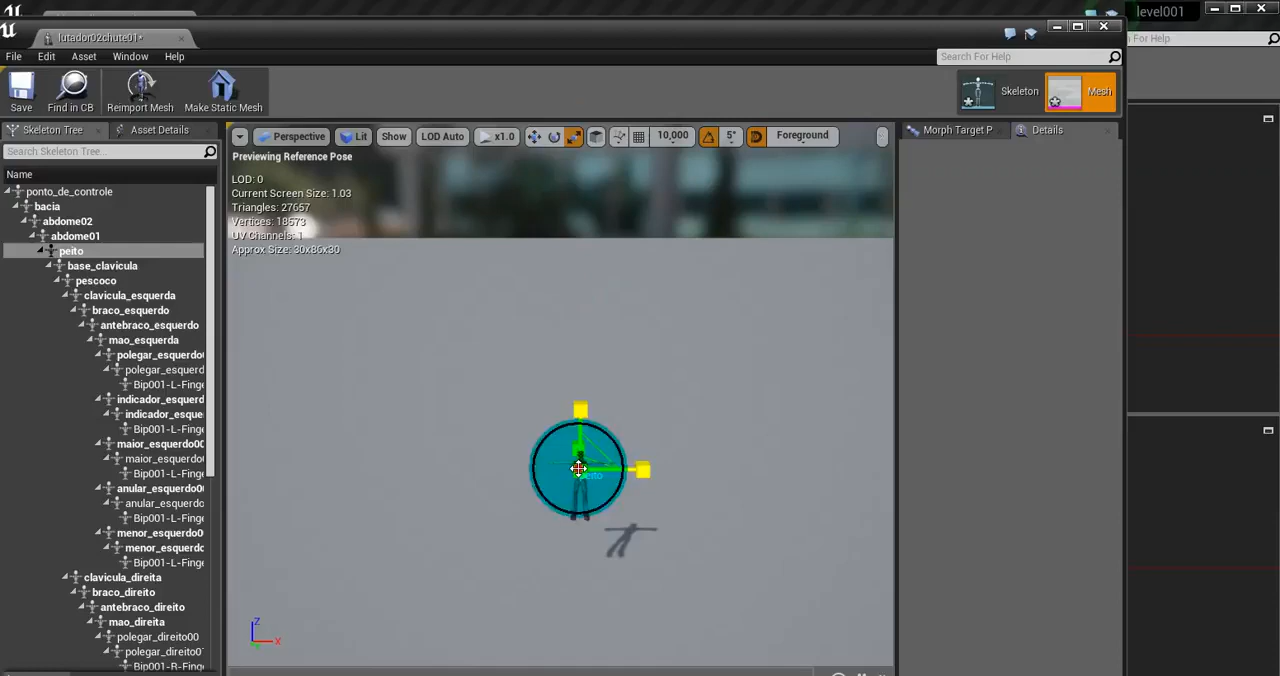 level001
lutador02chute01*
File Edit Asset Window Help
Search For Help
For Help
Save
Find in CB
Reimport Mesh
Make Static Mesh
Skeleton
Mesh
Skeleton Tree
Asset Details
Perspective
Lit
Show
LOD Auto
x1.0
10,000
5°
Foreground
Morph Target P
Details
Search Skeleton Tree...
Name
Previewing Reference Pose
LOD: 0
Current Screen Size: 1.03
Triangles: 27657
Vertices: 18573
UV Channels: 1
Approx Size: 30x86x30
ponto_de_controle
bacia
abdome02
abdome01
peito
base_clavicula
pescoco
clavicula_esquerda
braco_esquerdo
antebraco_esquerdo
mao_esquerda
polegar_esquerdo
polegar_esquerd
Bip001-L-Finge
indicador_esquerd
indicador_esque
Bip001-L-Finge
maior_esquerdo00
maior_esquerdo
Bip001-L-Finge
anular_esquerdo0
anular_esquerdo
Bip001-L-Finge
menor_esquerdo0
menor_esquerdo
Bip001-L-Finge
clavicula_direita
braco_direito
antebraco_direito
mao_direita
polegar_direito00
polegar_direito0
Bip001-R-Finge
peito
Z
X